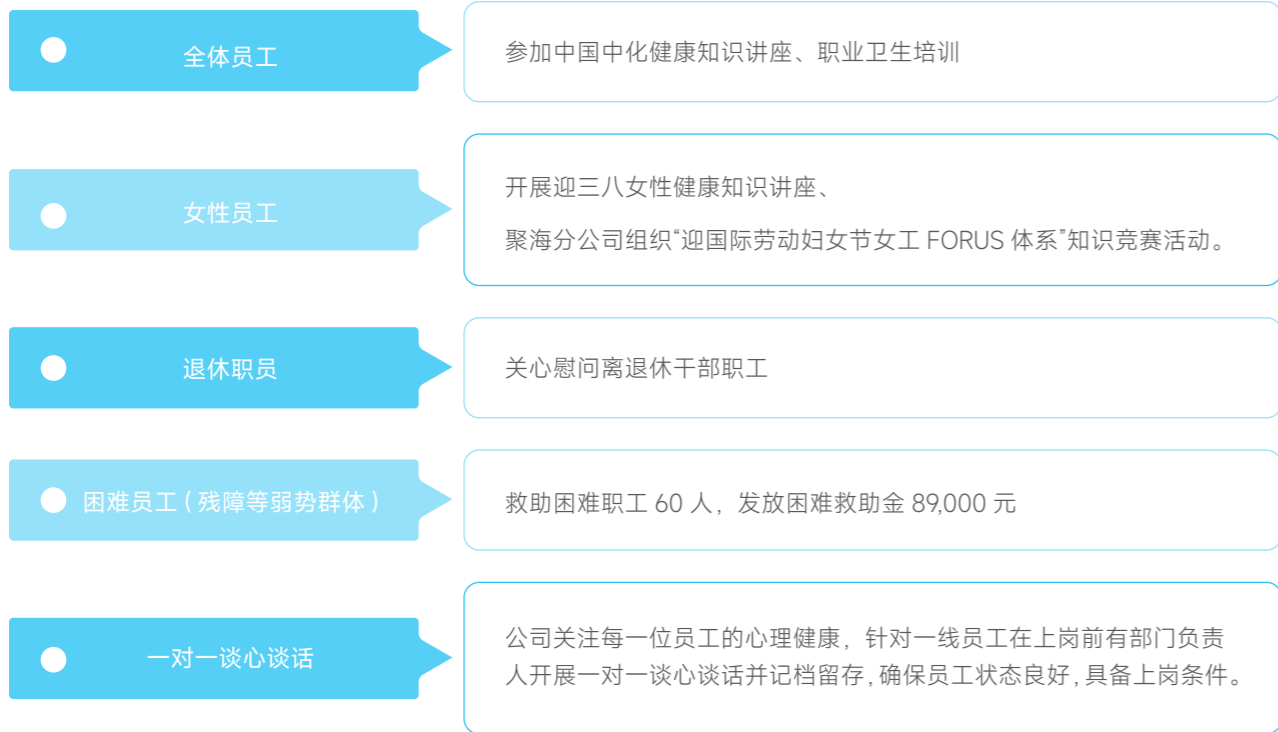 全体员工
参加中国中化健康知识讲座、职业卫生培训
女性员工
开展迎三八女性健康知识讲座、
聚海分公司组织“迎国际劳动妇女节女工 FORUS 体系”知识竞赛活动。
退休职员
关心慰问离退休干部职工
困难员工 ( 残障等弱势群体 )
救助困难职工 60 人，发放困难救助金 89,000 元
一对一谈心谈话
公司关注每一位员工的心理健康，针对一线员工在上岗前有部门负责
人开展一对一谈心谈话并记档留存 , 确保员工状态良好 , 具备上岗条件。